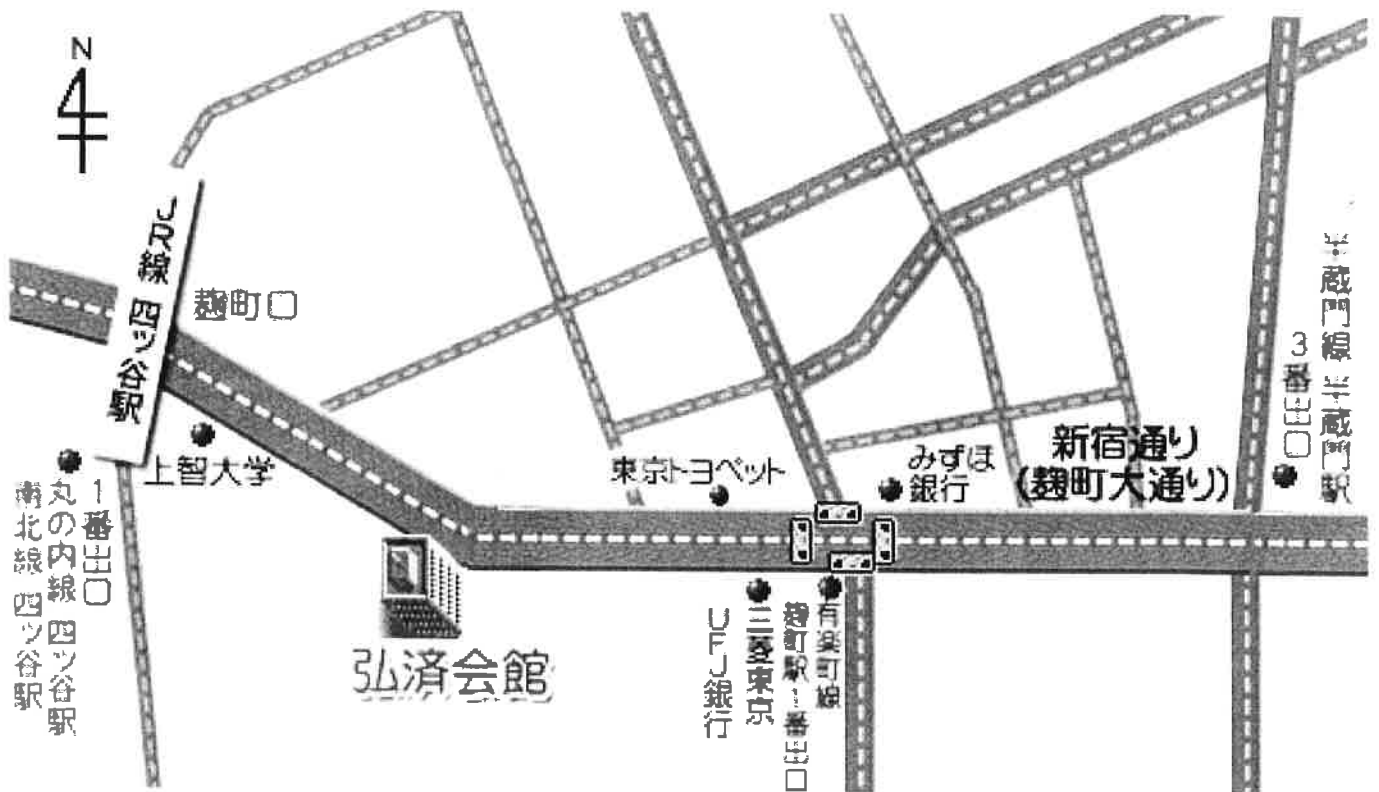 N
JR線 四ツ谷駅
麹町口
上智大学
1番出口
丸の内線 四ツ谷駅
南北線 四ツ谷駅
弘済会館
東京トヨペット
みずほ
銀行
新宿通り
(麹町大通り)
半蔵門線 半蔵門駅
3番出口
有楽町線
麹町駅1番出口
三菱東京
UFJ銀行